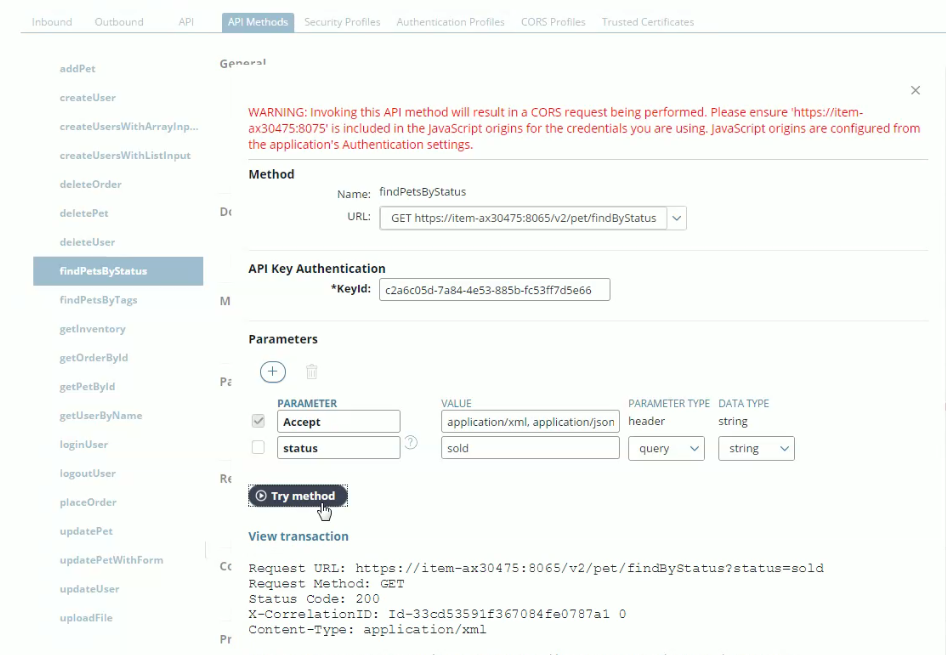 Inbound Outbound API API Methods Security Profiles Authentication Profiles CORS Profiles Trusted Certificates
General
addPet
createUser
createUsersWithArrayInp...
createUsersWithListInput
deleteOrder
deletePet
deleteUser
findPetsByStatus
findPetsByTags
getInventory
getOrderById
getPetById
getUserByName
loginUser
logoutUser
placeOrder
updatePet
updatePetWithForm
updateUser
uploadFile
WARNING: Invoking this API method will result in a CORS request being performed. Please ensure 'https://item-
ax30475:8075' is included in the JavaScript origins for the credentials you are using. JavaScript origins are configured from
the application's Authentication settings.
Method
Name: findPetsByStatus
URL: GET https://item-ax30475:8065/v2/pet/findByStatus
API Key Authentication
*KeyId: c2a6c05d-7a84-4e53-885b-fc53ff7d5e66
Parameters
PARAMETER VALUE PARAMETER TYPE DATA TYPE
Accept application/xml, application/json header string
status ? sold query string
Try method
View transaction
Request URL: https://item-ax30475:8065/v2/pet/findByStatus?status=sold
Request Method: GET
Status Code: 200
X-CorrelationID: Id-33cd53591f367084fe0787a1 0
Content-Type: application/xml